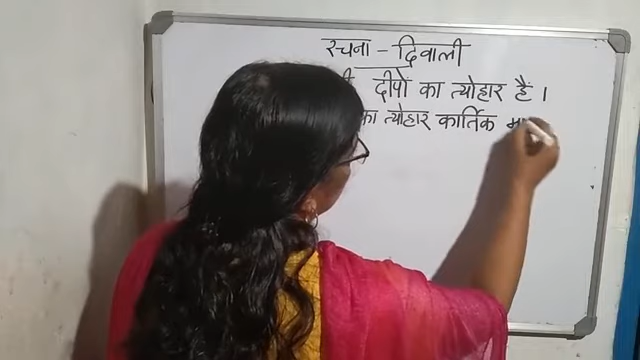 रचना - दिवाली
दीपों का त्योहार हैं ।
का त्योहार कार्तिक